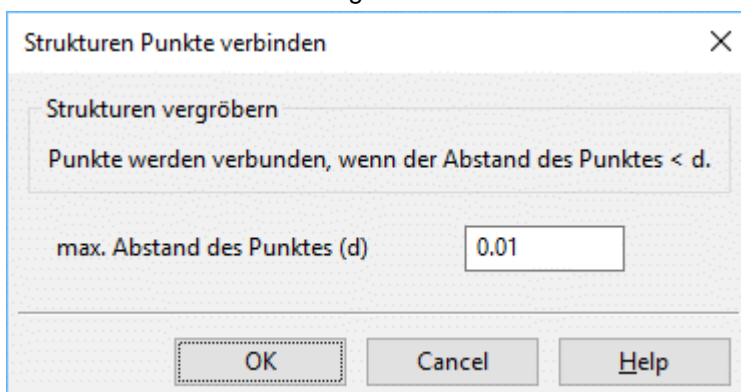 Strukturen Punkte verbinden
Strukturen vergröbern
Punkte werden verbunden, wenn der Abstand des Punktes < d.
max. Abstand des Punktes (d) 0.01
OK Cancel Help